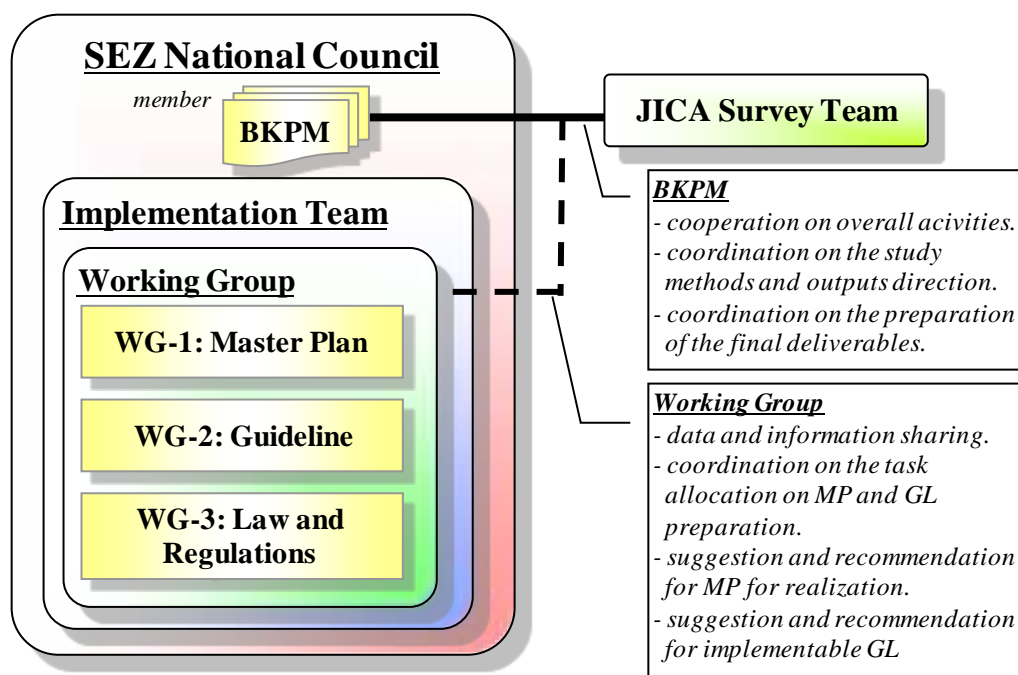 SEZ National Council
member
BKPM
Implementation Team
Working Group
WG-1: Master Plan
WG-2: Guideline
WG-3: Law and
Regulations
JICA Survey Team
BKPM
- cooperation on overall acivities.
- coordination on the study
methods and outputs direction.
- coordination on the preparation
of the final deliverables.
Working Group
- data and information sharing.
- coordination on the task
allocation on MP and GL
preparation.
- suggestion and recommendation
for MP for realization.
- suggestion and recommendation
for implementable GL